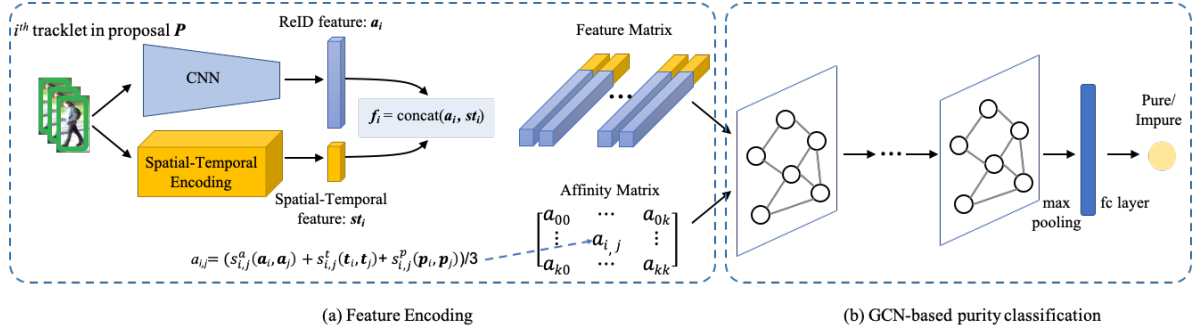 i^th tracklet in proposal P
CNN
ReID feature: a_i
f_i = concat(a_i, st_i)
Spatial-Temporal
Encoding
Spatial-Temporal
feature: st_i
Feature Matrix
...
Affinity Matrix
a_00 ... a_0k
⋮ a_i,j ⋮
a_k0 ... a_kk
a_i,j= (s^a_i,j(a_i, a_j) + s^t_i,j(t_i, t_j)+ s^p_i,j(p_i, p_j))/3
(a) Feature Encoding
...
max
pooling
fc layer
Pure/
Impure
(b) GCN-based purity classification